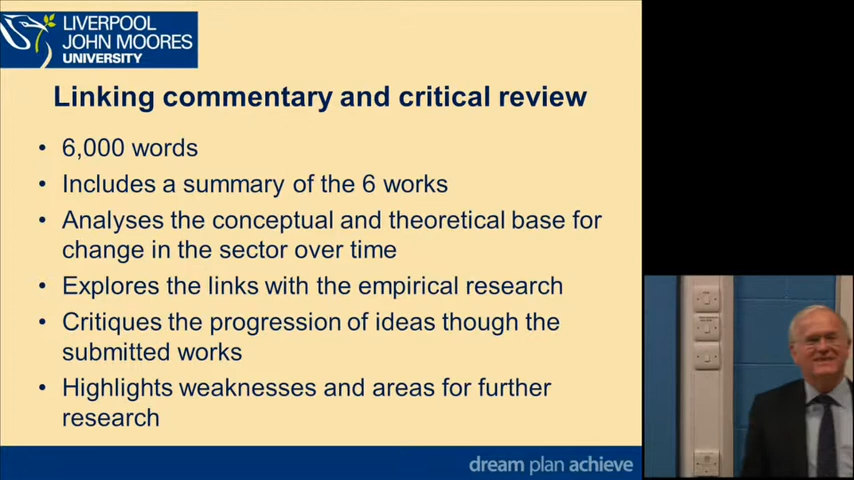 LIVERPOOL
JOHN MOORES
UNIVERSITY
Linking commentary and critical review
• 6,000 words
• Includes a summary of the 6 works
• Analyses the conceptual and theoretical base for
change in the sector over time
• Explores the links with the empirical research
• Critiques the progression of ideas though the
submitted works
• Highlights weaknesses and areas for further
research
dream plan achieve